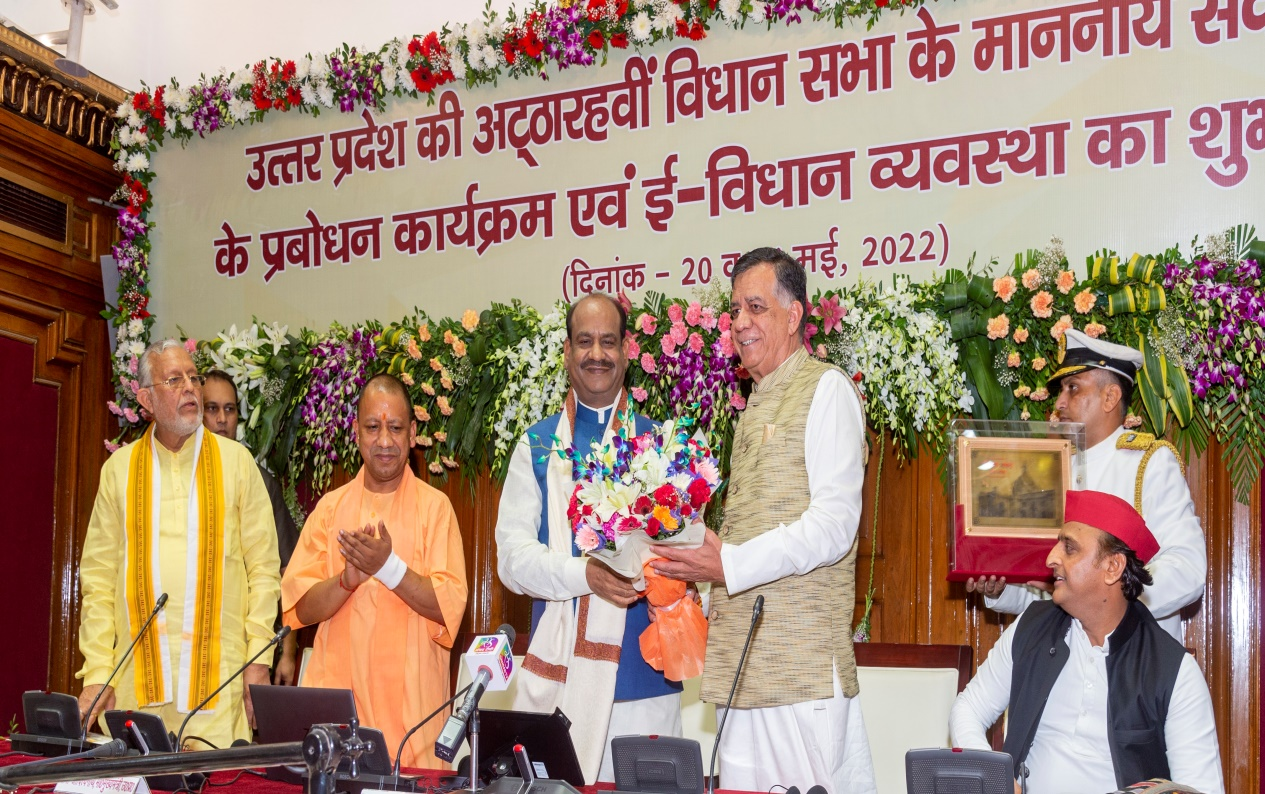 उत्तर प्रदेश की अट्ठारहवीं विधान सभा के माननीय
के प्रबोधन कार्यक्रम एवं ई-विधान व्यवस्था का
(दिनांक - 20 मई, 2022)